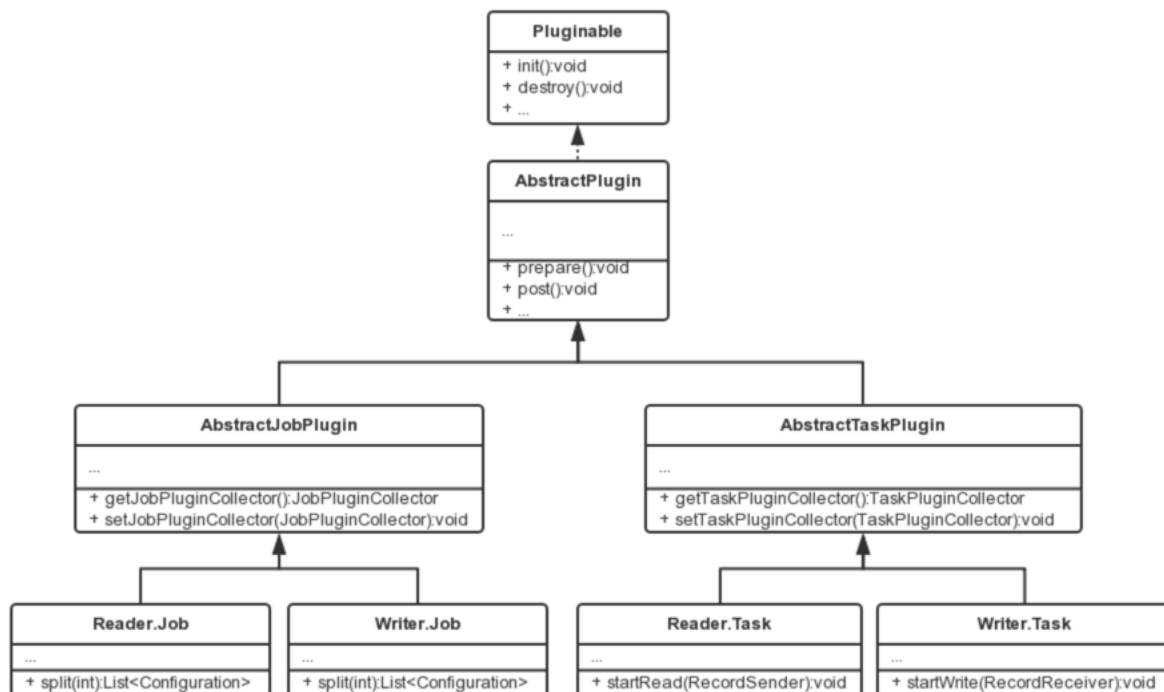 Pluginable
+ init():void
+ destroy():void
+ ...
AbstractPlugin
...
+ prepare():void
+ post():void
+ ...
AbstractJobPlugin
...
+ getJobPluginCollector():JobPluginCollector
+ setJobPluginCollector(JobPluginCollector):void
AbstractTaskPlugin
...
+ getTaskPluginCollector():TaskPluginCollector
+ setTaskPluginCollector(TaskPluginCollector):void
Reader.Job
...
+ split(int):List<Configuration>
Writer.Job
...
+ split(int):List<Configuration>
Reader.Task
...
+ startRead(RecordSender):void
Writer.Task
...
+ startWrite(RecordReceiver):void